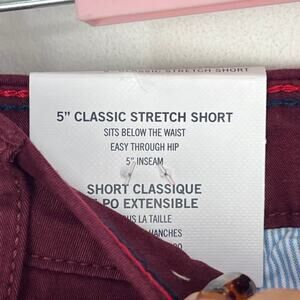 STRETCH SHORT
5" CLASSIC STRETCH SHORT
SITS BELOW THE WAIST
EASY THROUGH HIP
5" INSEAM
SHORT CLASSIQUE
PO EXTENSIBLE
LA TAILLE
HANCHES